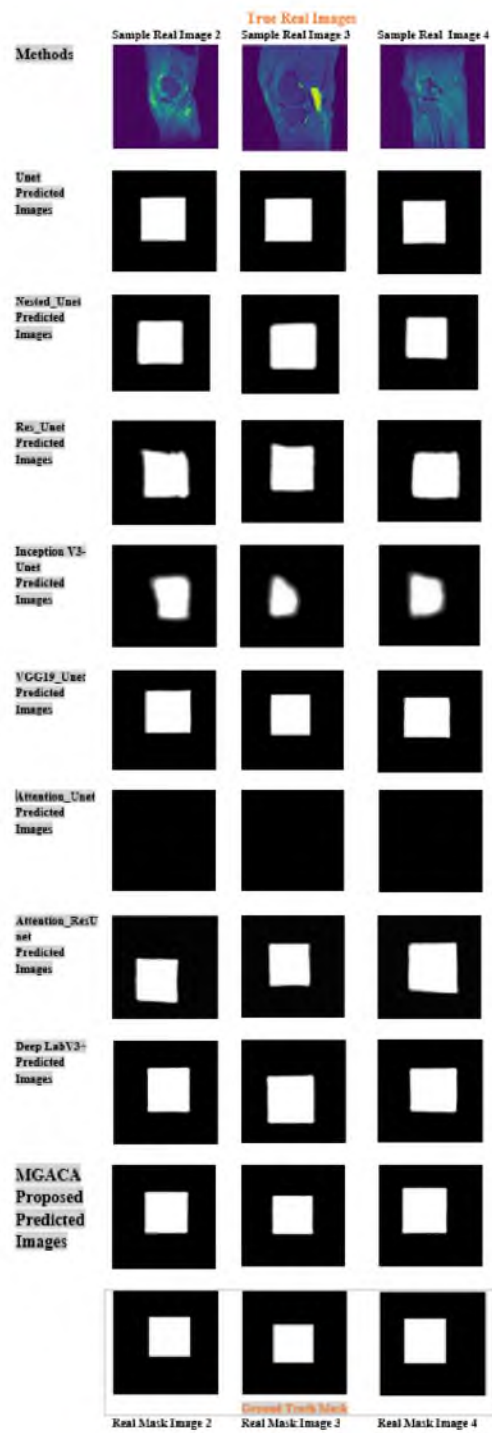 True Real Images
Sample Real Image 2 Sample Real Image 3 Sample Real Image 4
Methods
Unet
Predicted
Images
Nested_Unet
Predicted
Images
Res_Unet
Predicted
Images
Inception V3-
Unet
Predicted
Images
VGG19_Unet
Predicted
Images
Attention_Unet
Predicted
Images
Attention_ResU
net
Predicted
Images
Deep LabV3+
Predicted
Images
MGACA
Proposed
Predicted
Images
Ground Truth Mask
Real Mask Image 2 Real Mask Image 3 Real Mask Image 4